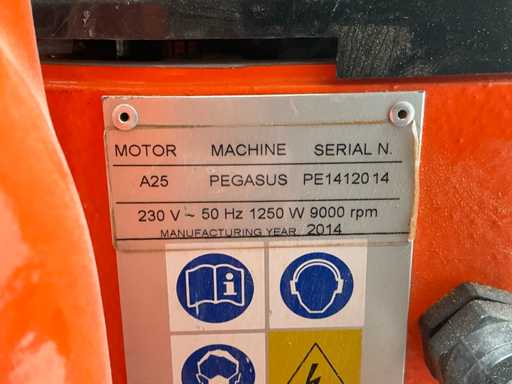 MOTOR MACHINE SERIAL N.
A25 PEGASUS PE1412014
230 V ~ 50 Hz 1250 W 9000 rpm
MANUFACTURING YEAR. 2014